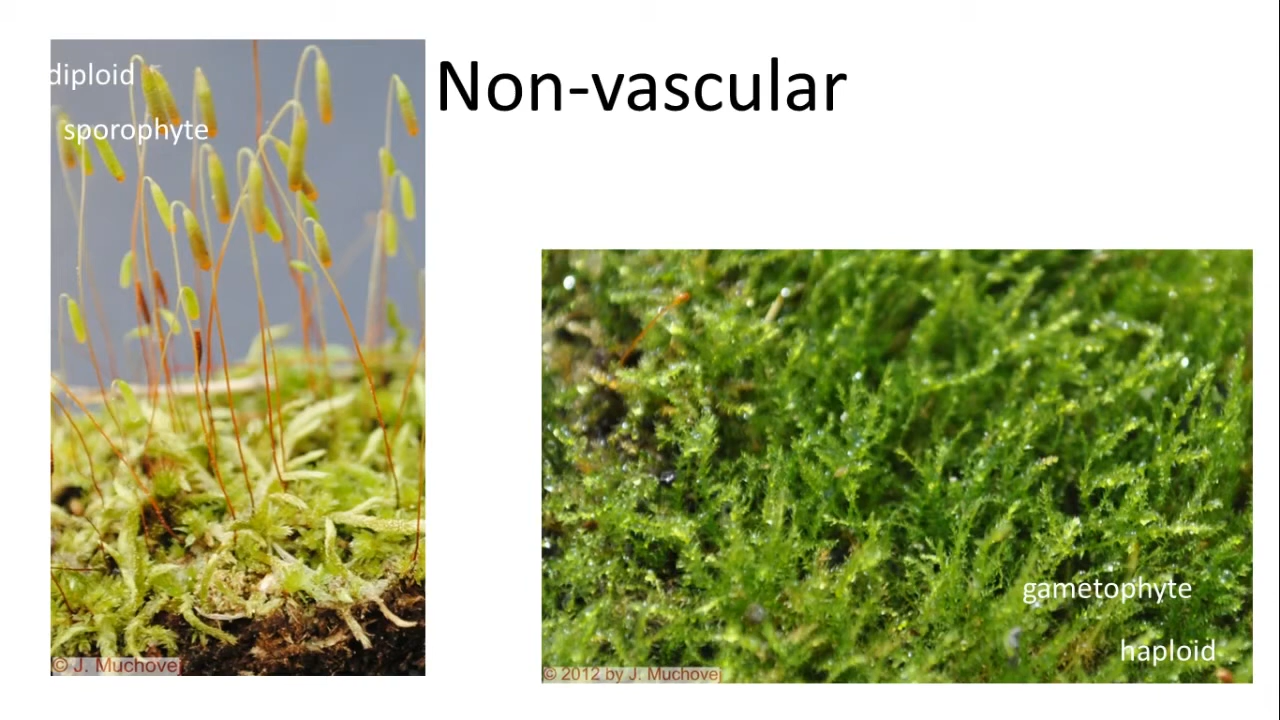 Non-vascular
diploid
sporophyte
© J. Muchovej
gametophyte
haploid
© 2012 by J. Muchovej